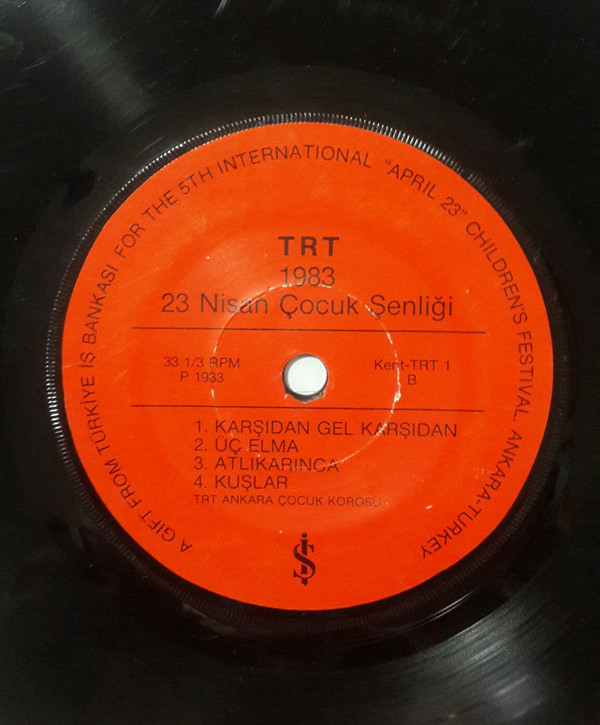 A GIFT FROM TÜRKİYE İŞ BANKASI FOR THE 5TH INTERNATIONAL "APRIL 23" CHILDREN'S FESTIVAL, ANKARA-TURKEY
TRT
1983
23 Nisan Çocuk Şenliği
33 1/3 RPM
P 1933
Kent-TRT 1
B
1. KARŞIDAN GEL KARŞIDAN
2. ÜÇ ELMA
3. ATLIKARINCA
4. KUŞLAR
TRT ANKARA ÇOCUK KOROSU
İŞ